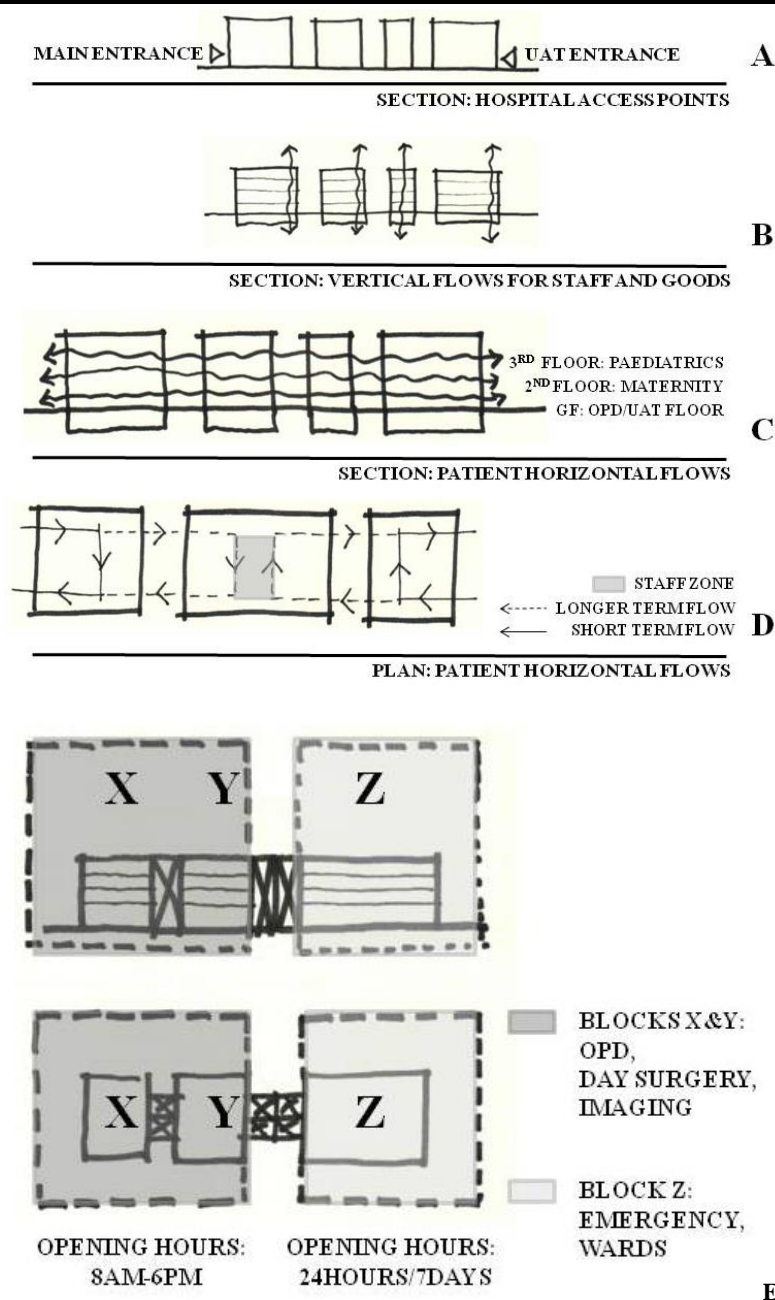 MAIN ENTRANCE
UAT ENTRANCE
A
SECTION: HOSPITAL ACCESS POINTS
B
SECTION: VERTICAL FLOWS FOR STAFF AND GOODS
3RD FLOOR: PAEDIATRICS
2ND FLOOR: MATERNITY
GF: OPD/UAT FLOOR
C
SECTION: PATIENT HORIZONTAL FLOWS
STAFF ZONE
LONGER TERM FLOW
SHORT TERM FLOW
D
PLAN: PATIENT HORIZONTAL FLOWS
X Y Z
X Y Z
BLOCKS X&Y:
OPD,
DAY SURGERY,
IMAGING
BLOCK Z:
EMERGENCY,
WARDS
OPENING HOURS:
8AM-6PM
OPENING HOURS:
24HOURS/7DAYS
E